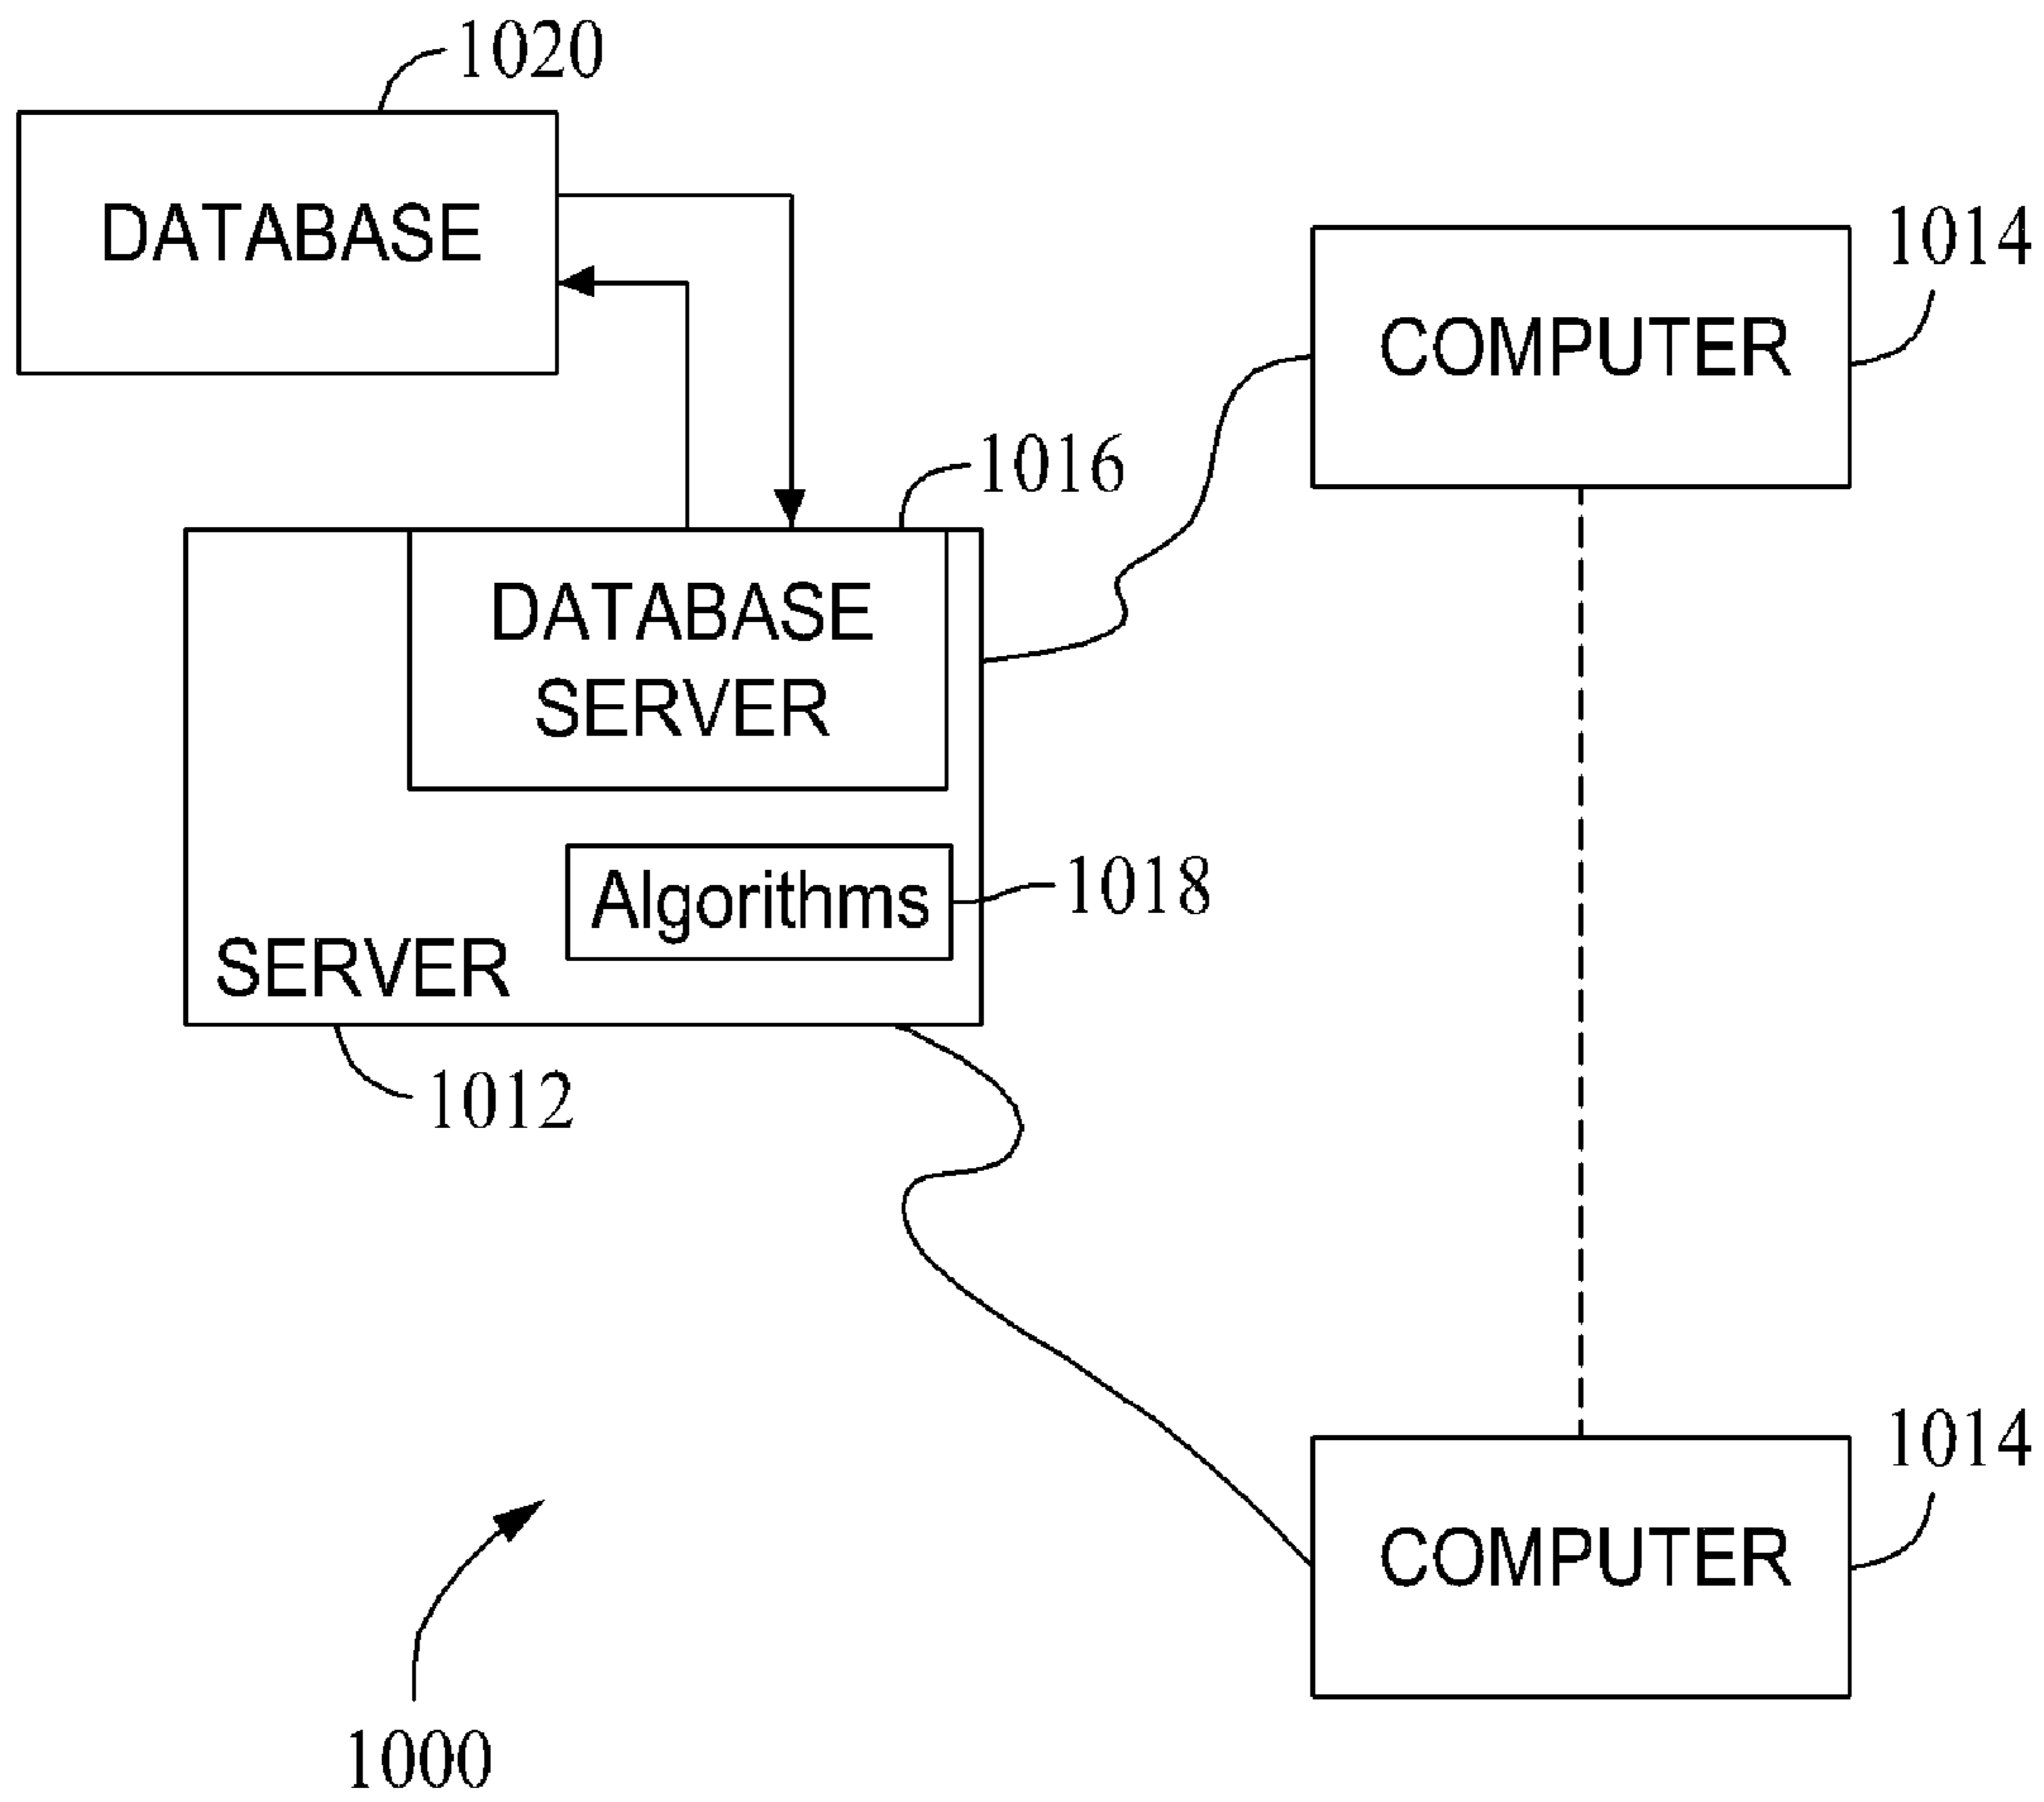 1020
DATABASE
1014
COMPUTER
1016
DATABASE
SERVER
Algorithms
1018
SERVER
1012
1014
COMPUTER
1000